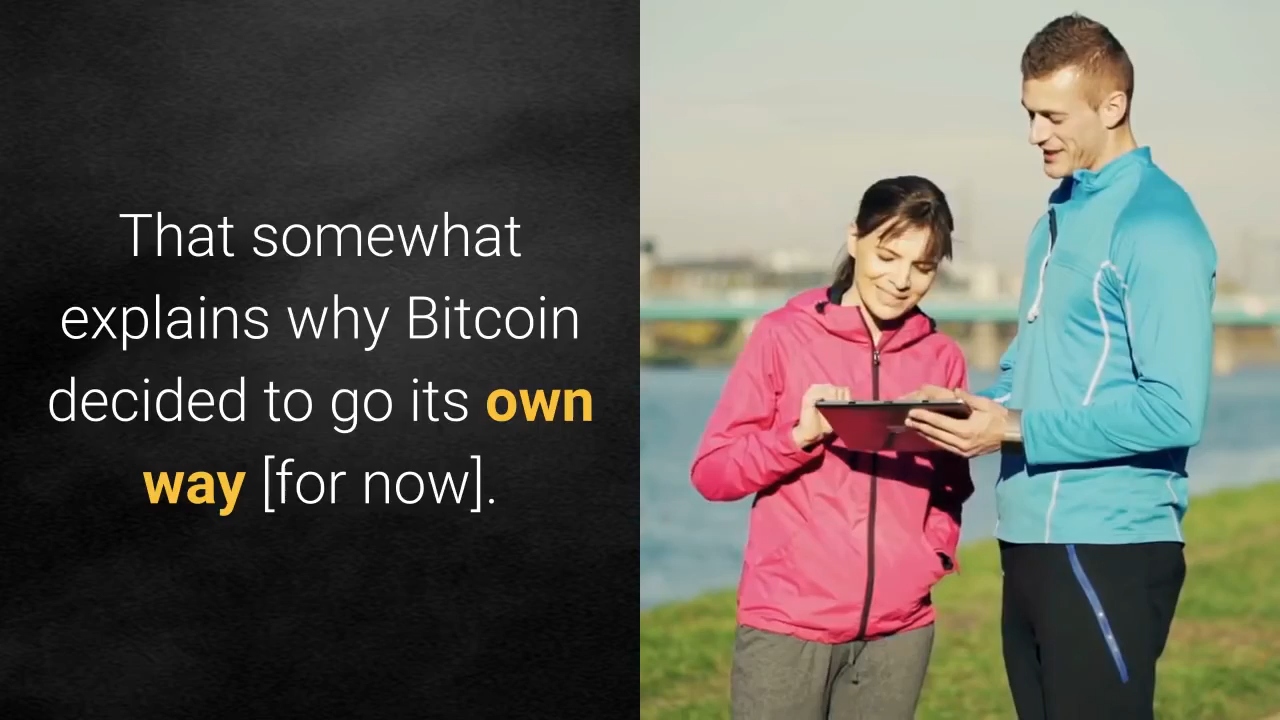 That somewhat
explains why Bitcoin
decided to go its own
way [for now].